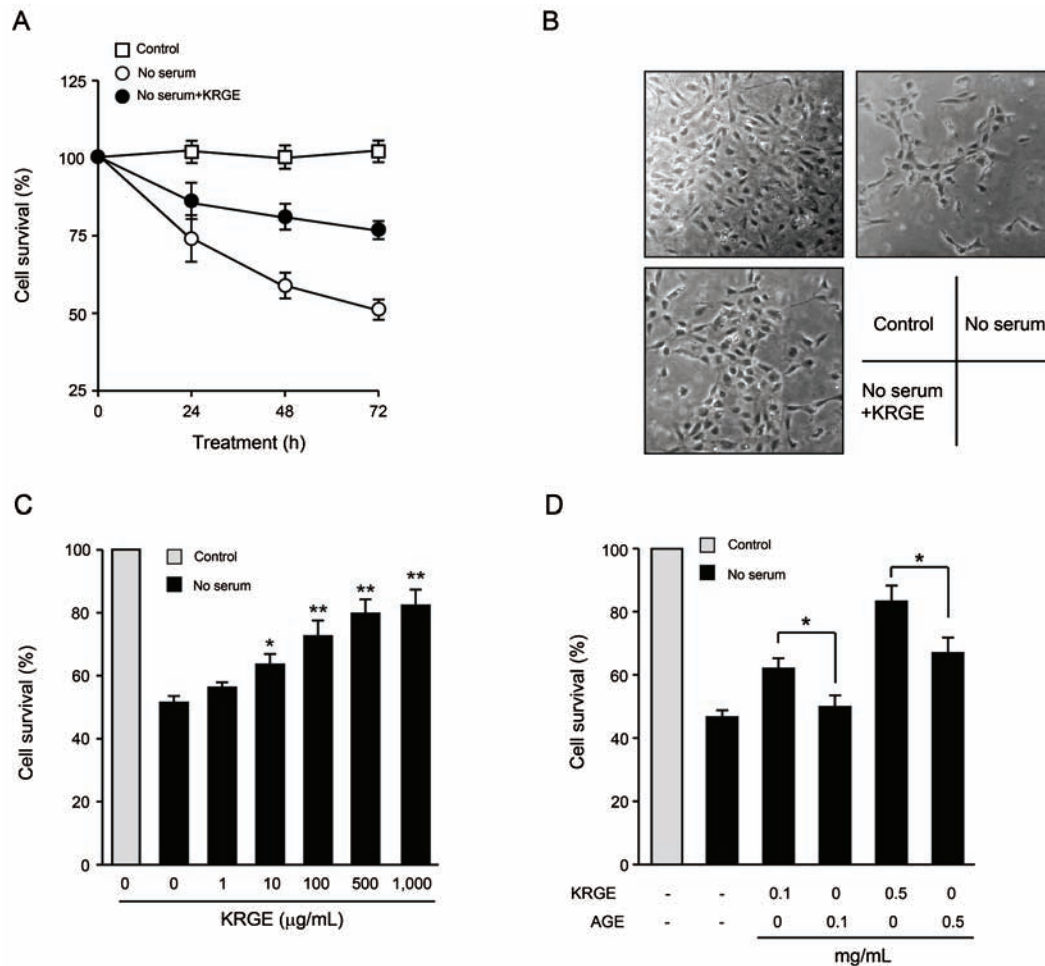 A
Control
No serum
No serum+KRGE
125
100
75
50
25
Cell survival (%)
0 24 48 72
Treatment (h)
B
Control No serum
No serum
+KRGE
C
Control
No serum
100
80
60
40
20
0
Cell survival (%)
* ** ** **
0 0 1 10 100 500 1,000
KRGE (µg/mL)
D
Control
No serum
100
80
60
40
20
0
Cell survival (%)
* *
KRGE - - 0.1 0 0.5 0
AGE - - 0 0.1 0 0.5
mg/mL